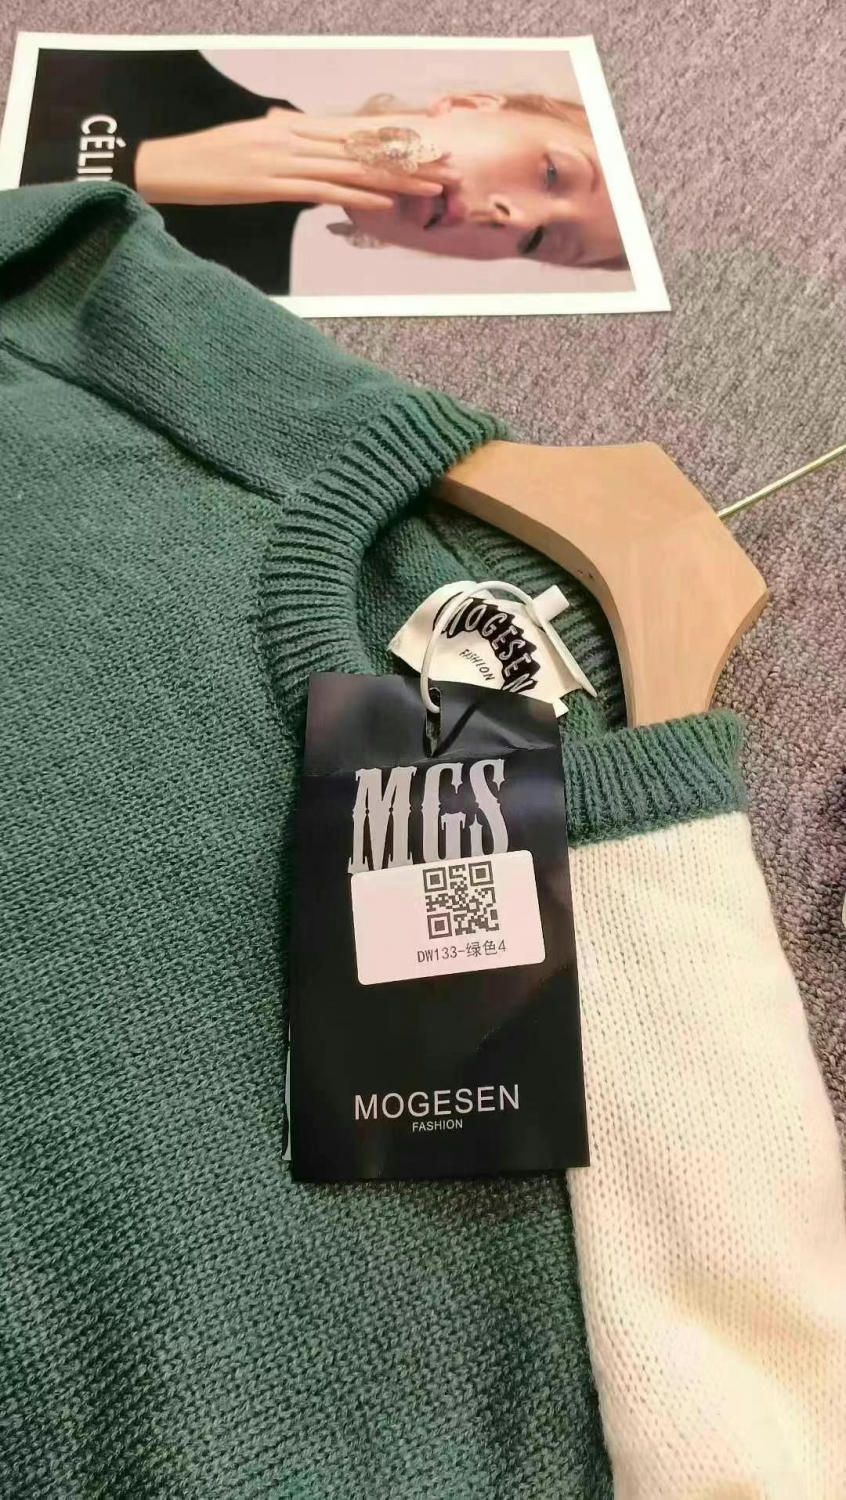 CÉLI
MOGESEN
FASHION
MGS
DW133-绿色4
MOGESEN
FASHION